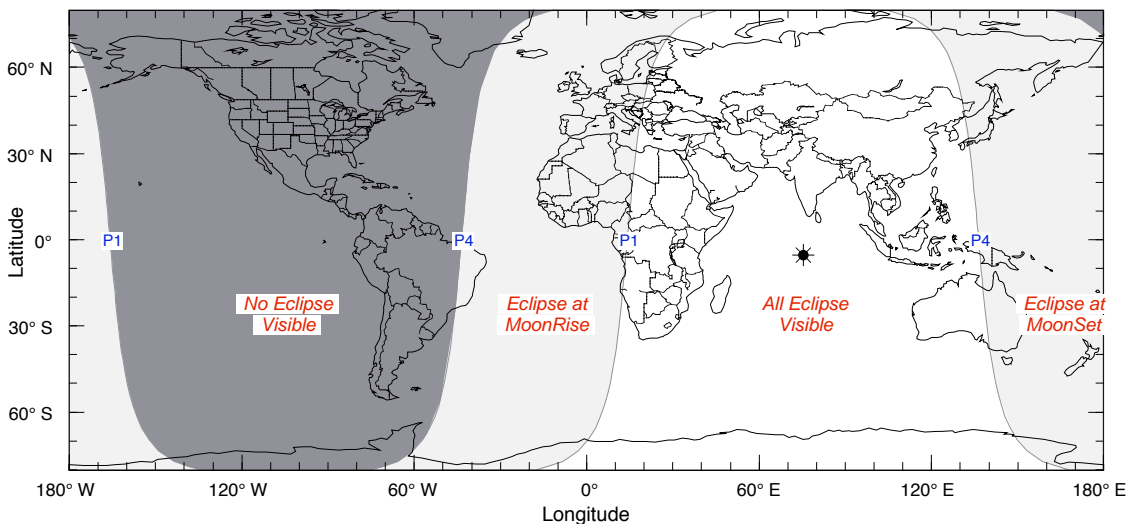 60° N
30° N
0°
30° S
60° S
Latitude
P1
P4
P1
P4
No Eclipse
Visible
Eclipse at
MoonRise
All Eclipse
Visible
Eclipse at
MoonSet
180° W
120° W
60° W
0°
60° E
120° E
180° E
Longitude